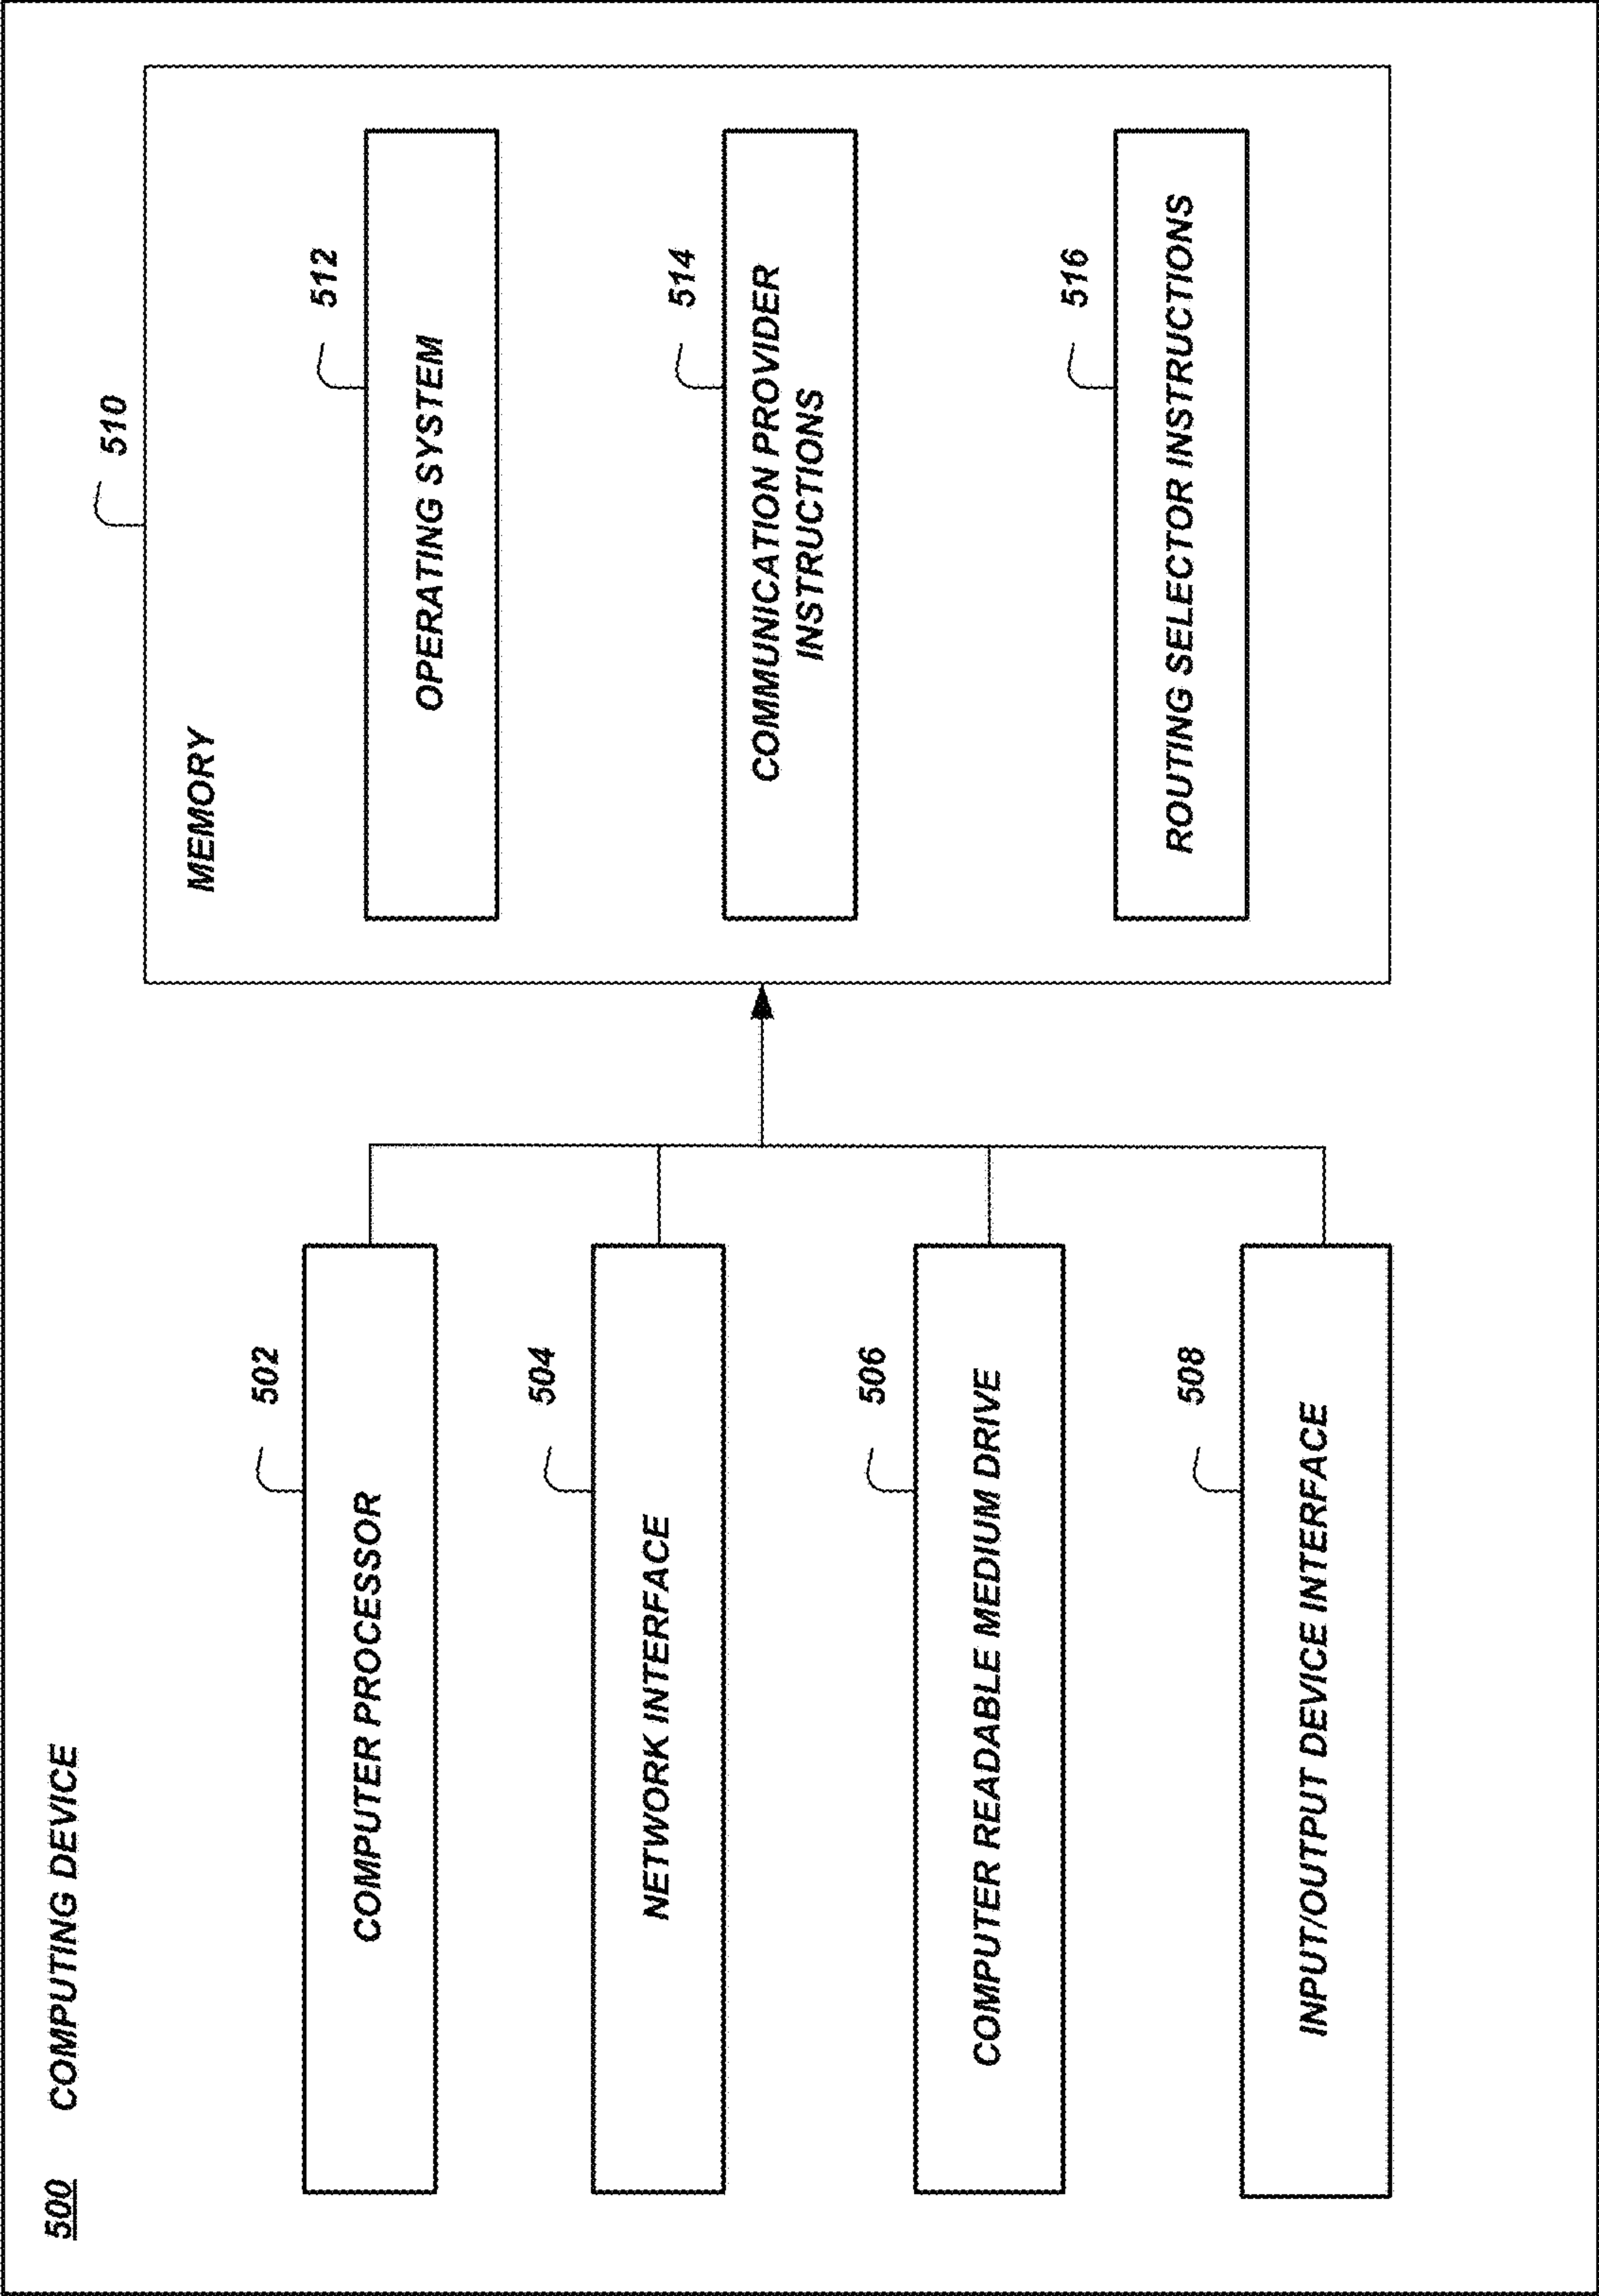 500 COMPUTING DEVICE
502
COMPUTER PROCESSOR
504
NETWORK INTERFACE
506
COMPUTER READABLE MEDIUM DRIVE
508
INPUT/OUTPUT DEVICE INTERFACE
510
MEMORY
512
OPERATING SYSTEM
514
COMMUNICATION PROVIDER
INSTRUCTIONS
516
ROUTING SELECTOR INSTRUCTIONS